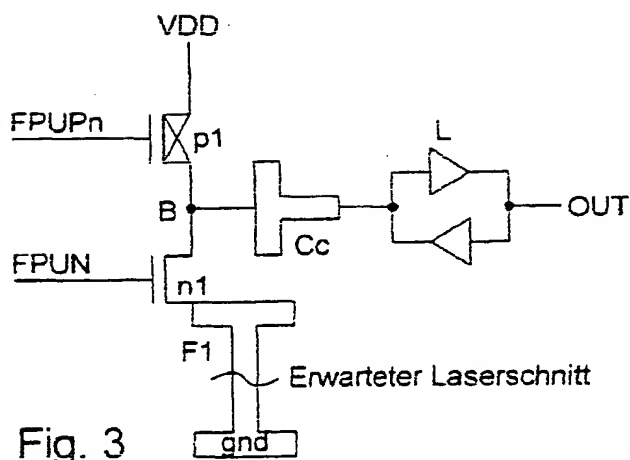 VDD
FPUPn
p1
L
B
Cc
OUT
FPUN
n1
F1
Erwarteter Laserschnitt
gnd
Fig. 3